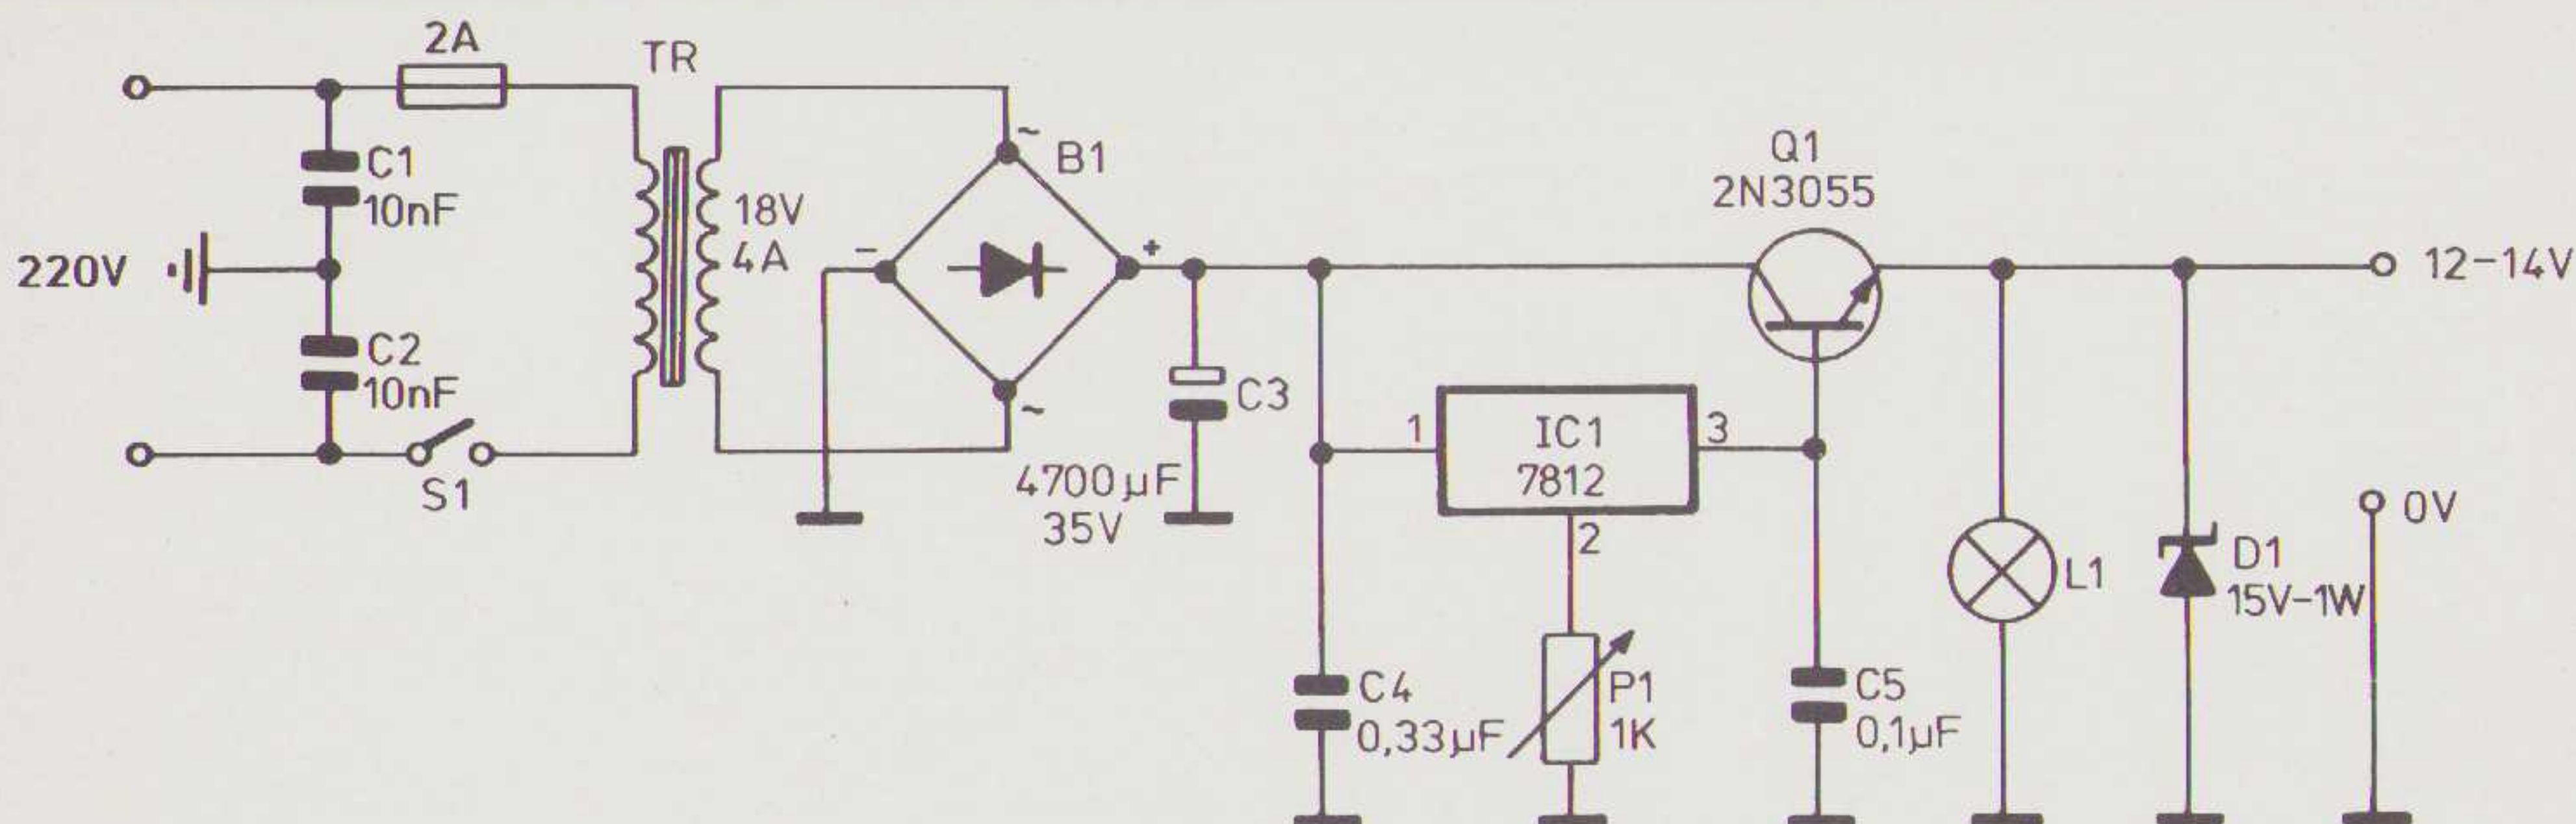 2A
TR
C1
10nF
220V
C2
10nF
S1
18V
4A
~
B1
-
+
~
C3
4700µF
35V
Q1
2N3055
12-14V
1
IC1
7812
3
2
C4
0,33µF
P1
1K
C5
0,1µF
L1
D1
15V-1W
0V